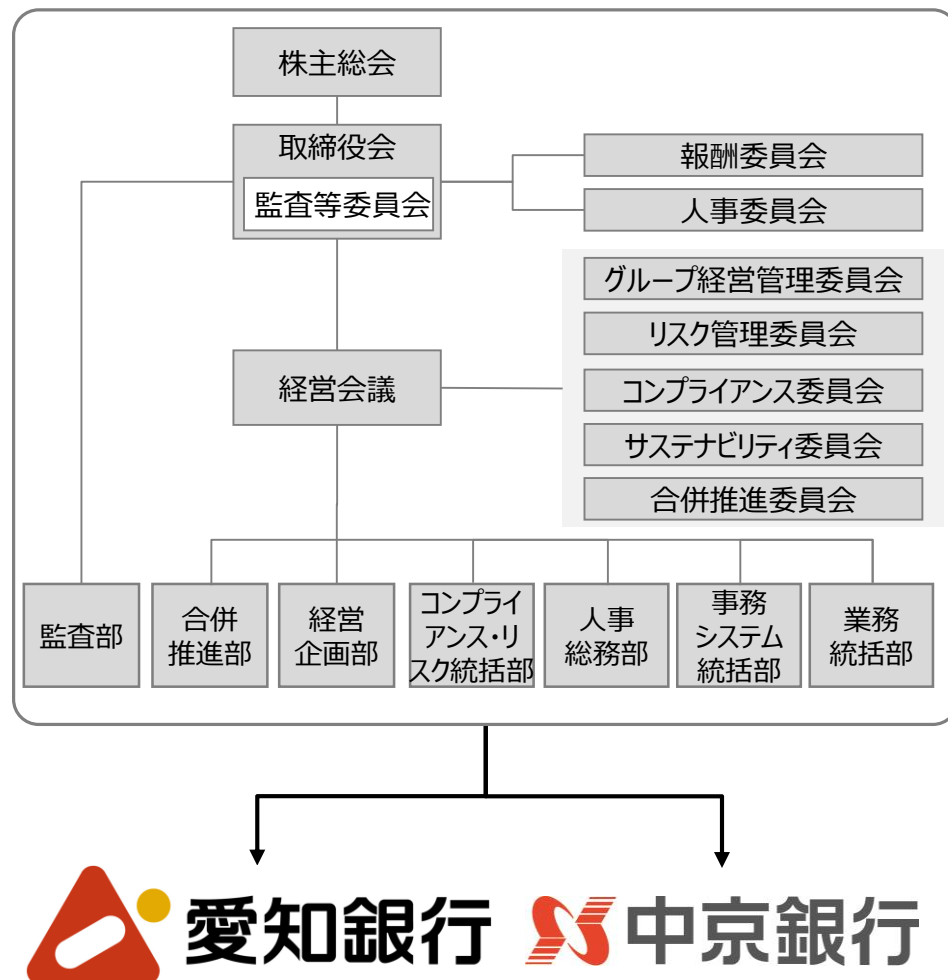 株主総会
取締役会
監査等委員会
報酬委員会
人事委員会
グループ経営管理委員会
リスク管理委員会
経営会議
コンプライアンス委員会
サステナビリティ委員会
合併推進委員会
監査部
合併
推進部
経営
企画部
コンプライ
アンス・リ
スク統括部
人事
総務部
事務
システム
統括部
業務
統括部
愛知銀行
中京銀行